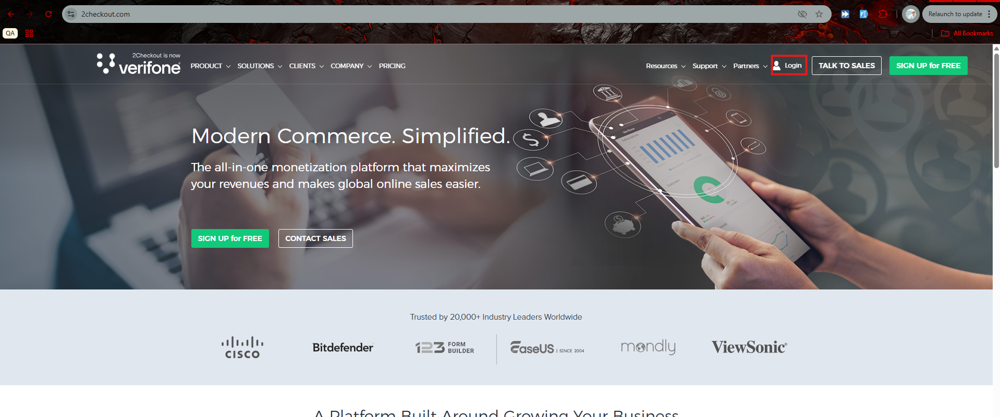 2checkout.com
Relaunch to update
QA
All Bookmarks
2Checkout is now
verifone
PRODUCT SOLUTIONS CLIENTS COMPANY PRICING
Resources Support Partners Login TALK TO SALES SIGN UP for FREE
Modern Commerce. Simplified.
The all-in-one monetization platform that maximizes
your revenues and makes global online sales easier.
SIGN UP for FREE CONTACT SALES
Verifone
Subscriptions
Customers
Trusted by 20,000+ Industry Leaders Worldwide
CISCO
Bitdefender
123 FORM
BUILDER
EaseUS | SINCE 2004
mondly
ViewSonic®
A Platform Built Around Growing Your Business